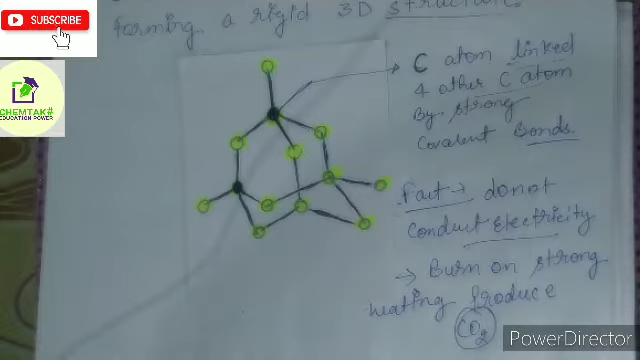 forming a rigid 3D structure
SUBSCRIBE
CHEMTAK
EDUCATION POWER
C atom linked
4 other C atom
By strong
covalent Bonds.
Fact → donot
Conduct Electricity
→ Burn on strong
heating produce
CO2
PowerDirector